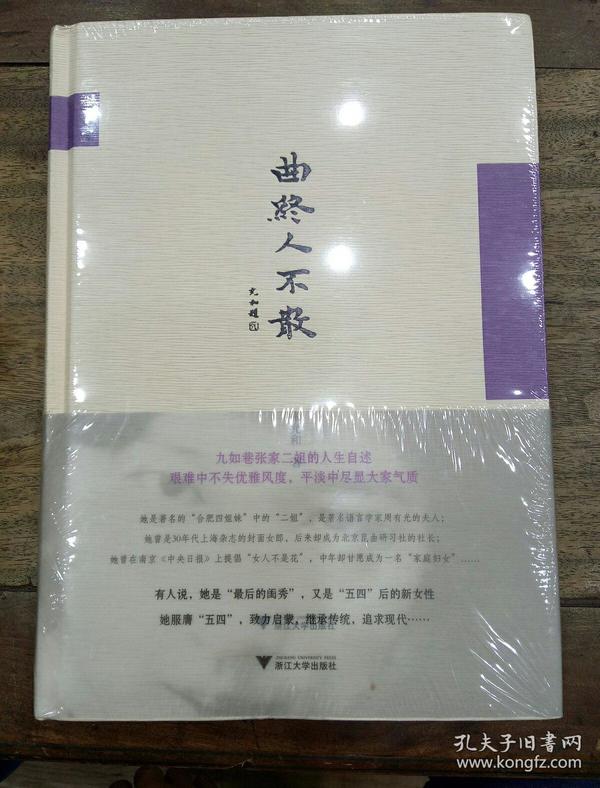 曲終人不散
允和題
九如巷张家二姐的人生自述
艰难中不失优雅风度，平淡中尽显大家气质
她是著名的“合肥四姐妹”中的“二姐”，是著名语言学家周有光的夫人；
她曾是30年代上海杂志的封面女郎，后来却成为北京昆曲研习社的社长；
她曾在南京《中央日报》上提倡“女人不是花”，中年却甘愿成为一名“家庭妇女”……
有人说，她是“最后的闺秀”，又是“五四”后的新女性
她服膺“五四”，致力启蒙，继承传统，追求现代……
ZHEJIANG UNIVERSITY PRESS
浙江大学出版社
孔夫子旧书网
www.kongfz.com